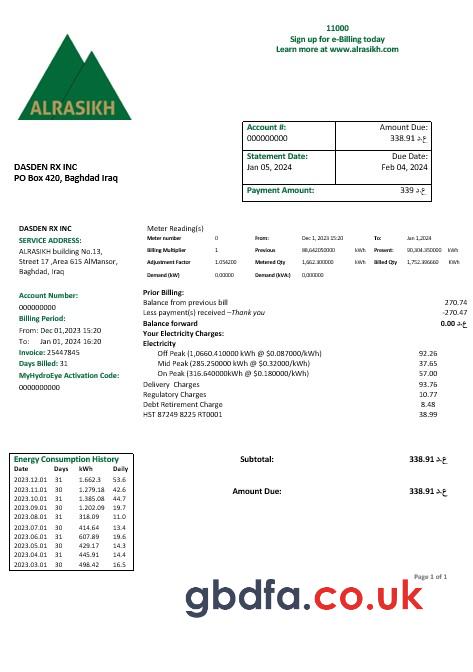 11000
Sign up for e-Billing today
Learn more at www.alrasikh.com
ALRASIKH
Account #:
000000000
Amount Due:
338.91 ع.د
Statement Date:
Jan 05, 2024
Due Date:
Feb 04, 2024
Payment Amount: 339 ع.د
DASDEN RX INC
PO Box 420, Baghdad Iraq
DASDEN RX INC
SERVICE ADDRESS:
ALRASIKH building No.13,
Street 17 ,Area 615 AlMansor,
Baghdad, Iraq
Account Number:
000000000
Billing Period:
From: Dec 01,2023 15:20
To: Jan 01, 2024 16:20
Invoice: 25447845
Days Billed: 31
MyHydroEye Activation Code:
0000000000
Meter Reading(s)
Meter number 0 From: Dec 1, 2023 15:20 To: Jan 1,2024
Billing Multiplier 1 Previous 88,642050000 kWh Present: 90,304.350000 kWh
Adjustment Factor 1.054200 Metered Qty 1,662.300000 kWh Billed Qty 1,752.396660 kWh
Demand (kW) 0,00000 Demand (kVA:) 0,000000
Prior Billing:
Balance from previous bill 270.74
Less payment(s) received –Thank you -270.47
Balance forward 0.00 ع.د
Your Electricity Charges:
Electricity
Off Peak (1,0660.410000 kWh @ $0.087000/kWh) 92.26
Mid Peak (285.250000 kWh @ $0.32000/kWh) 37.65
On Peak (316.640000kWh @ $0.180000/kWh) 57.00
Delivery Charges 93.76
Regulatory Charges 10.77
Debt Retirement Charge 8.48
HST 87249 8225 RT0001 38.99
Energy Consumption History
Date Days kWh Daily
2023.12.01 31 1.662.3 53.6
2023.11.01 30 1.279.18 42.6
2023.10.01 31 1.385.08 44.7
2023.09.01 30 1.202.09 19.7
2023.08.01 31 318.09 11.0
2023.07.01 30 414.64 13.4
2023.06.01 31 607.89 19.6
2023.05.01 30 429.17 14.3
2023.04.01 31 445.91 14.4
2023.03.01 30 498.42 16.5
Subtotal: 338.91 ع.د
Amount Due: 338.91 ع.د
Page 1 of 1
gbdfa.co.uk